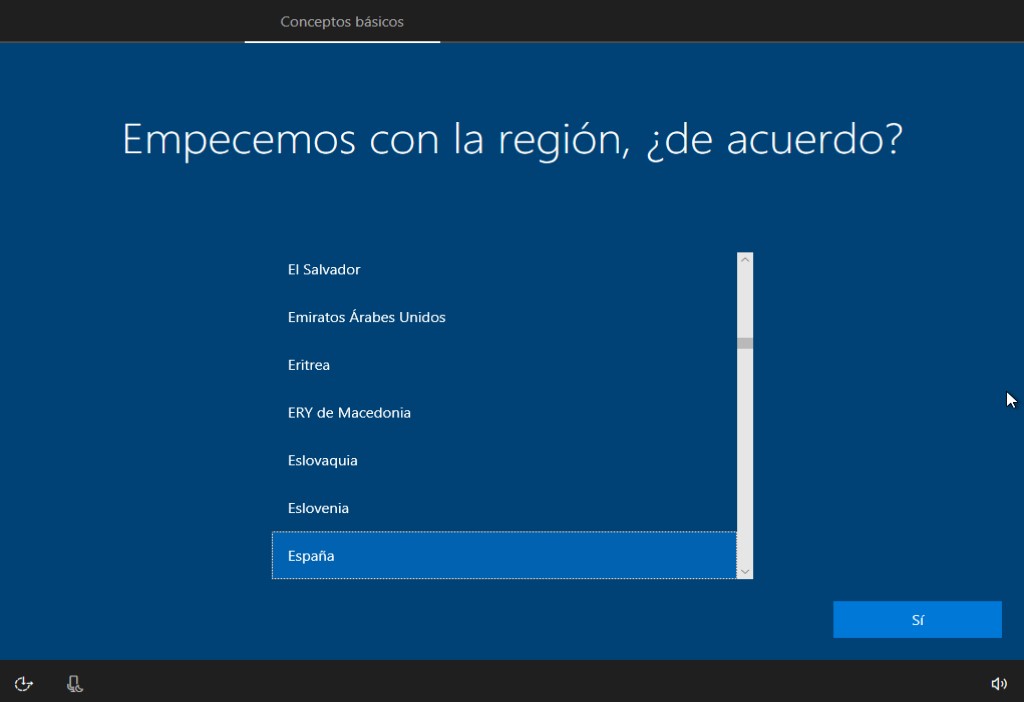 Conceptos básicos
Empecemos con la región, ¿de acuerdo?
El Salvador
Emiratos Árabes Unidos
Eritrea
ERY de Macedonia
Eslovaquia
Eslovenia
España
Sí